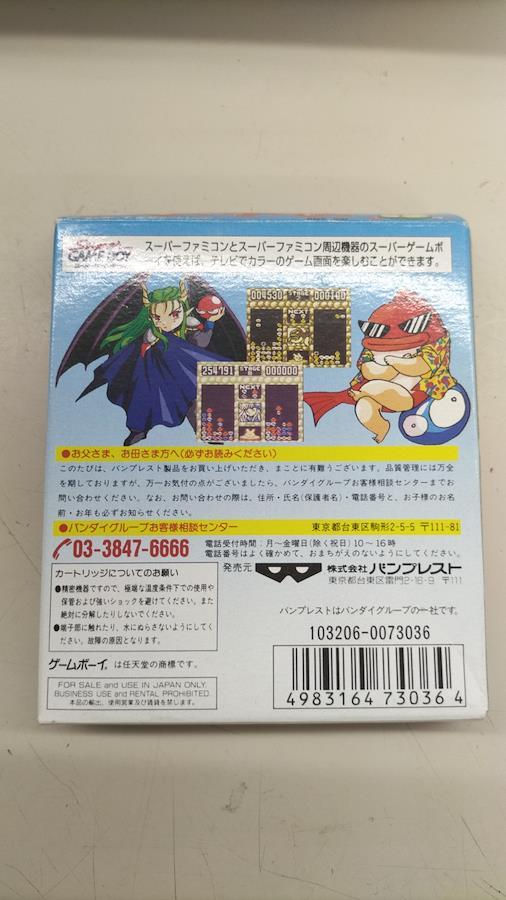 Super
GAME BOY
スーパーファミコンとスーパーファミコン周辺機器のスーパーゲームボ
イを使えば、テレビでカラーのゲーム画面を楽しむことができます。
004530 STAGE 000100
NEXT
254791 STAGE 000000
NEXT
●お父さま、お母さま方へ(必ずお読みください)
このたびは、バンプレスト製品をお買い上げいただき、まことに有難うございます。品質管理には万全
を期しておりますが、万一お気付の点がございましたら、バンダイグループお客様相談センターまでお
問い合わせください。なお、お問い合わせの際は、住所・氏名(保護者名)・電話番号と、お子様のお名
前・お年も必ずお知らせください。
●バンダイグループお客様相談センター 東京都台東区駒形2-5-5 〒111-81
03-3847-6666 電話受付時間:月〜金曜日(除く祝日)10〜16時
電話番号はよく確かめて、おまちがえのないようにしてください。
カートリッジについてのお願い
●精密機器ですので、極端な温度条件下での使用や
保管および強いショックを避けてください。また
絶対に分解したりしないでください。
●端子部に触れたり、水にぬらさないようにしてく
ださい。故障の原因となります。
発売元 株式会社バンプレスト
東京都台東区雷門2-16-9 〒111
バンプレストはバンダイグループの一社です。
103206-0073036
ゲームボーイ は任天堂の商標です。
FOR SALE and USE IN JAPAN ONLY.
BUSINESS USE and RENTAL PROHIBITED.
本品の輸出、使用営業及び賃貸を禁じます。
4983164 730364